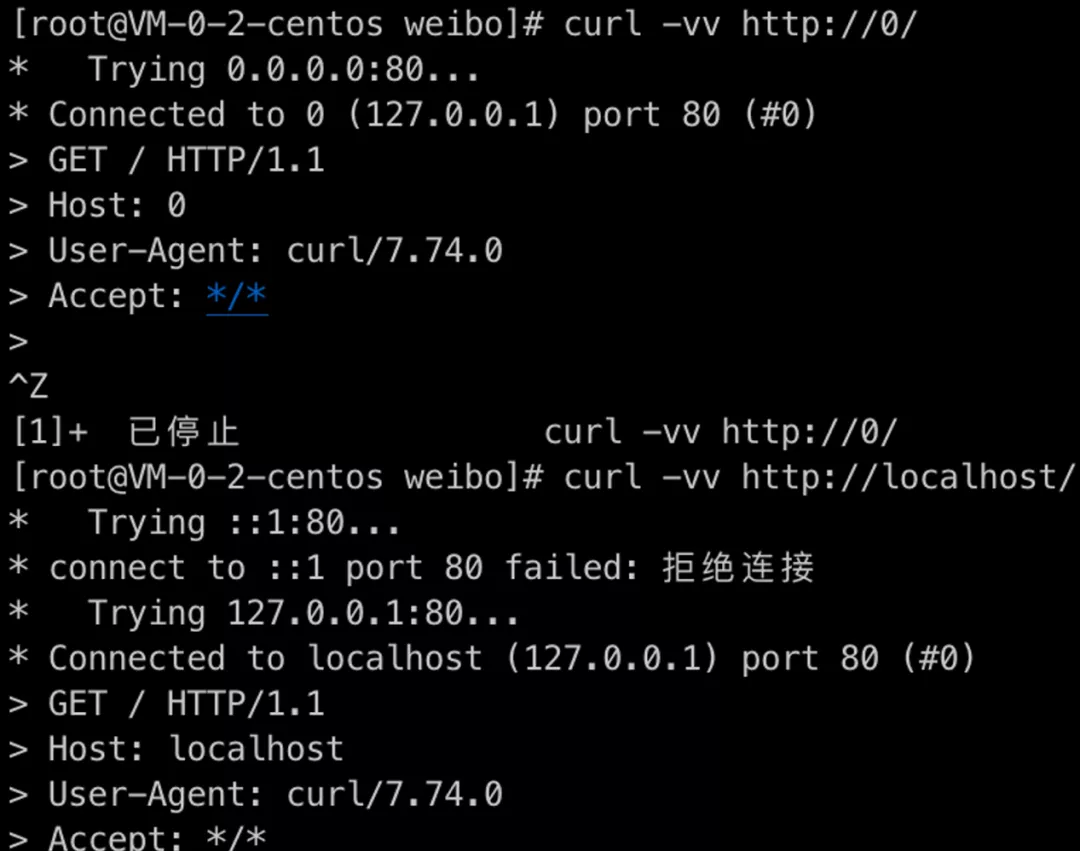 [root@VM-0-2-centos weibo]# curl -vv http://0/
*   Trying 0.0.0.0:80...
* Connected to 0 (127.0.0.1) port 80 (#0)
> GET / HTTP/1.1
> Host: 0
> User-Agent: curl/7.74.0
> Accept: */*
>
^Z
[1]+  已停止                 curl -vv http://0/
[root@VM-0-2-centos weibo]# curl -vv http://localhost/
*   Trying ::1:80...
* connect to ::1 port 80 failed: 拒绝连接
*   Trying 127.0.0.1:80...
* Connected to localhost (127.0.0.1) port 80 (#0)
> GET / HTTP/1.1
> Host: localhost
> User-Agent: curl/7.74.0
> Accept: */*